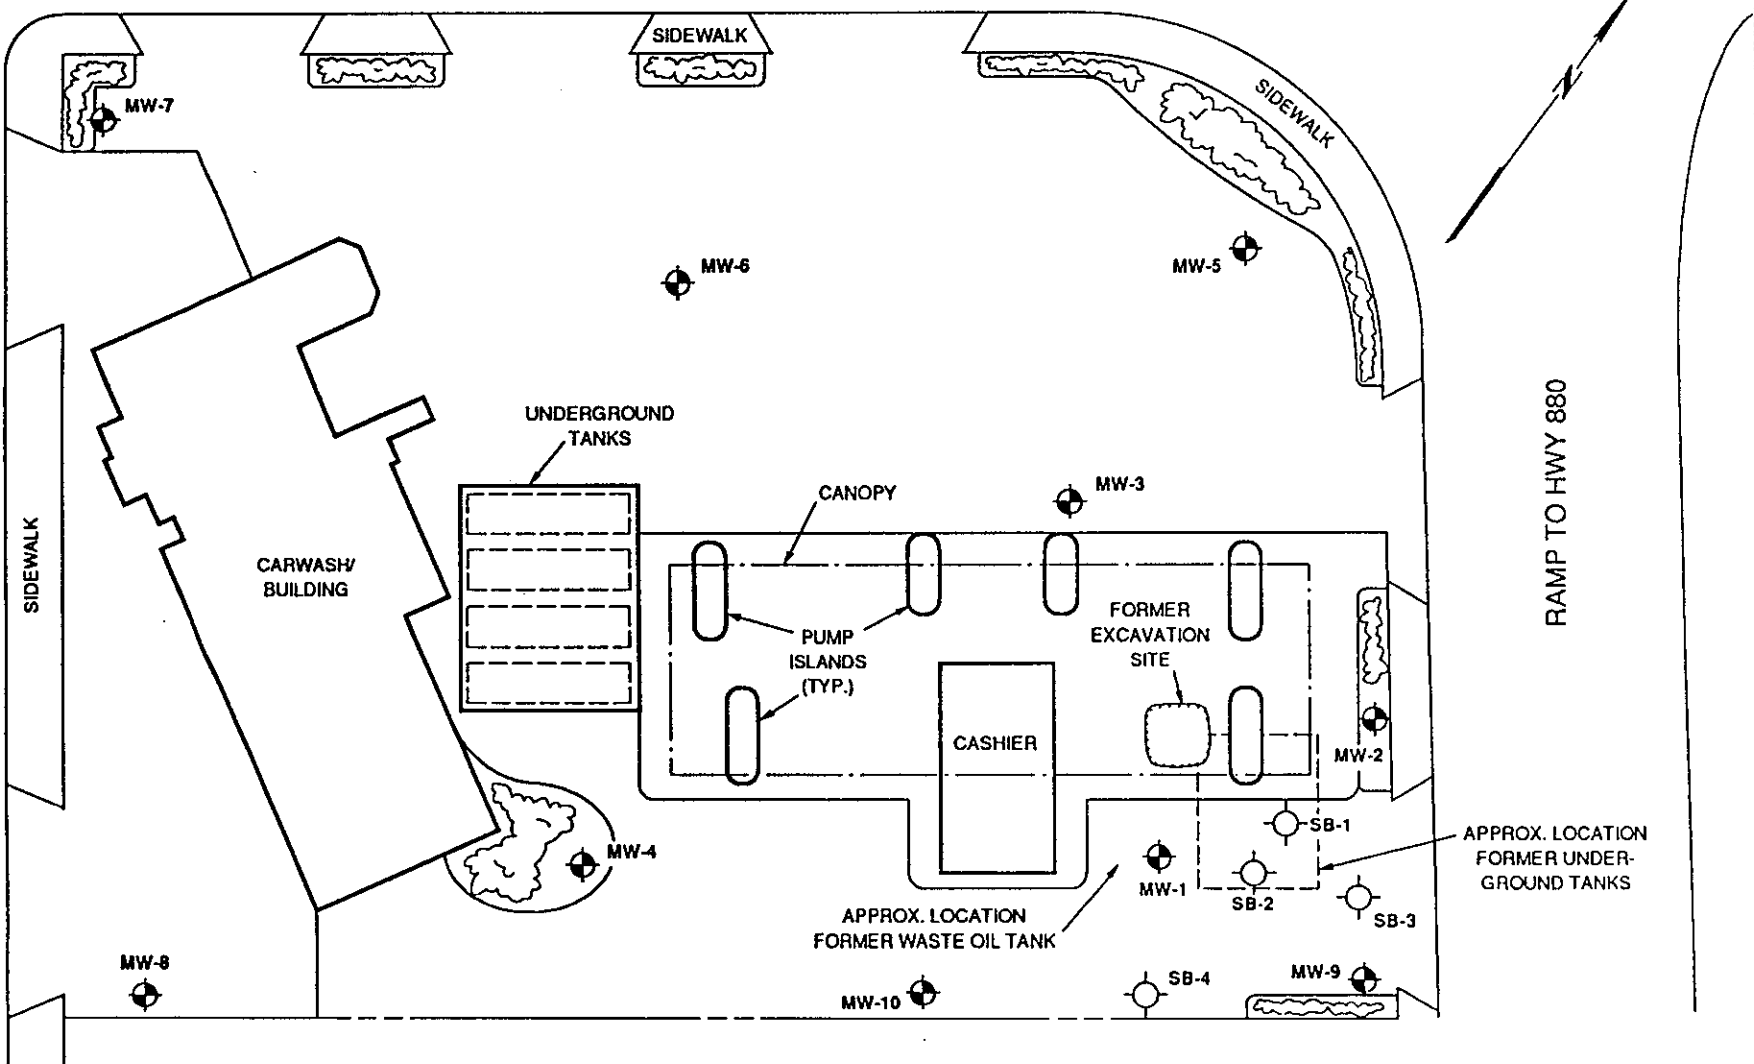 SIDEWALK
SIDEWALK
N
MW-7
MW-6
MW-5
RAMP TO HWY 880
UNDERGROUND
TANKS
CANOPY
MW-3
SIDEWALK
CARWASH/
BUILDING
PUMP
ISLANDS
(TYP.)
FORMER
EXCAVATION
SITE
CASHIER
MW-2
SB-1
APPROX. LOCATION
FORMER UNDER-
GROUND TANKS
MW-4
MW-1
SB-2
SB-3
APPROX. LOCATION
FORMER WASTE OIL TANK
MW-8
MW-10
SB-4
MW-9